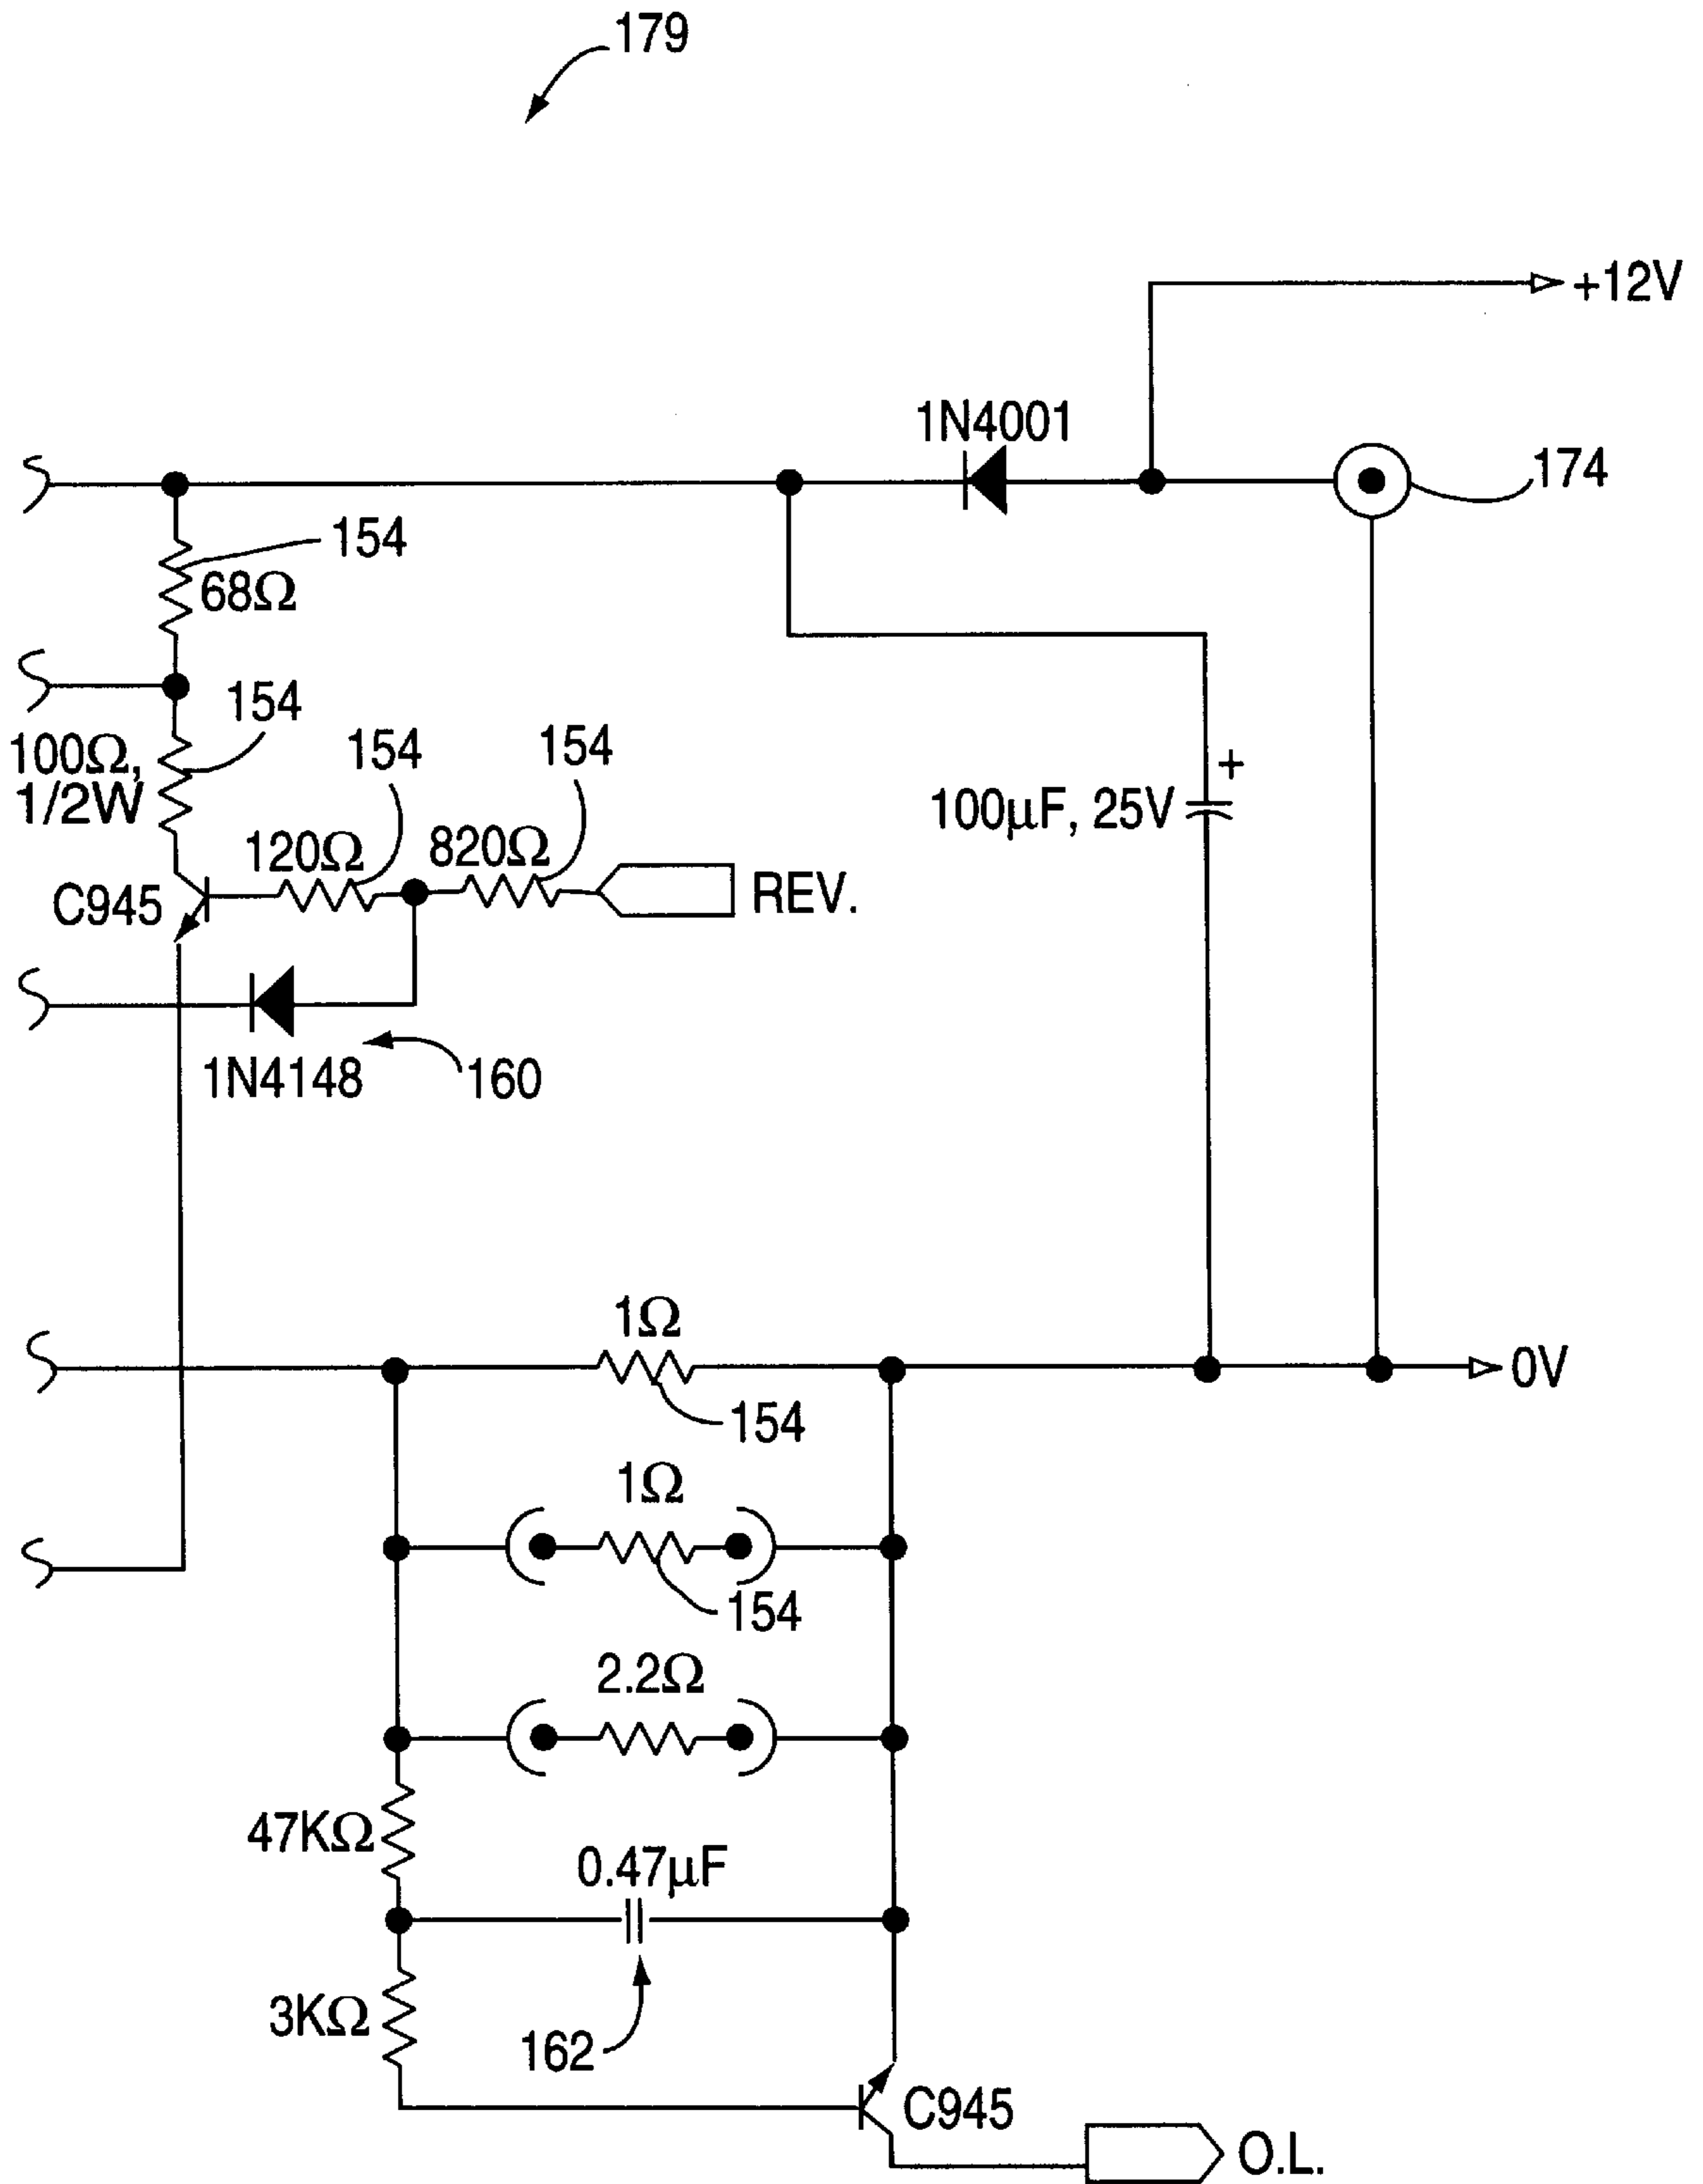 179
+12V
1N4001
174
154
68Ω
154
100Ω,
1/2W
154
154
120Ω
820Ω
+
100µF, 25V
C945
REV.
1N4148
160
1Ω
0V
154
1Ω
154
2.2Ω
47KΩ
0.47µF
3KΩ
162
C945
O.L.